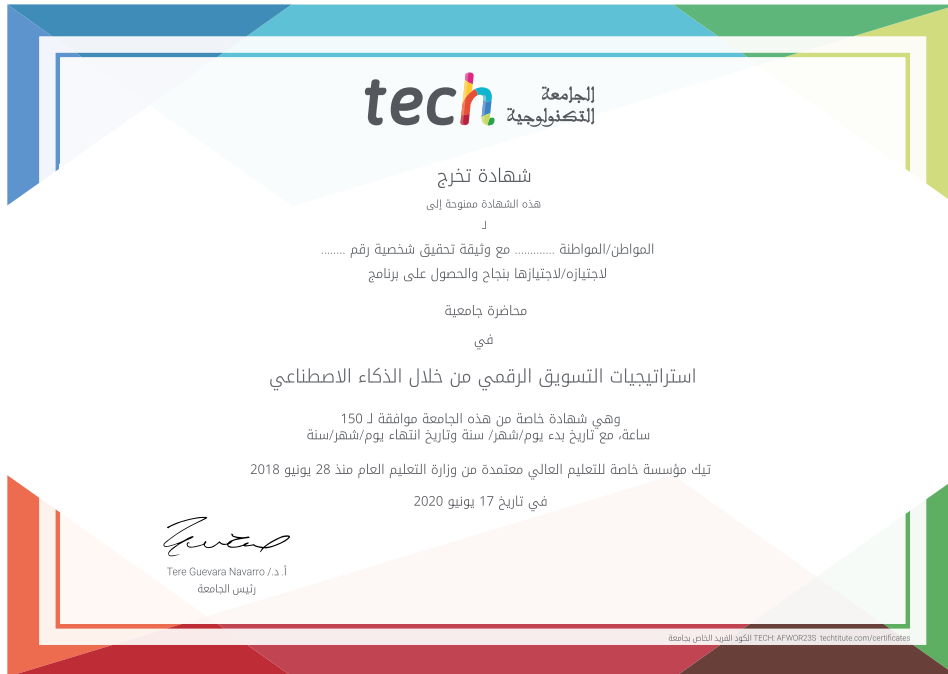 tech الجامعة
التكنولوجية
شهادة تخرج
هذه الشهادة ممنوحة إلى
لـ
المواطن/المواطنة ............ مع وثيقة تحقيق شخصية رقم ........
لاجتيازه/لاجتيازها بنجاح والحصول على برنامج
محاضرة جامعية
في
استراتيجيات التسويق الرقمي من خلال الذكاء الاصطناعي
وهي شهادة خاصة من هذه الجامعة موافقة لـ 150
ساعة، مع تاريخ بدء يوم/شهر/ سنة وتاريخ انتهاء يوم/شهر/سنة
تيك مؤسسة خاصة للتعليم العالي معتمدة من وزارة التعليم العام منذ 28 يونيو 2018
في تاريخ 17 يونيو 2020
أ. د./ Tere Guevara Navarro
رئيس الجامعة
الكود الفريد الخاص بجامعة TECH: AFWOR23S techtitute.com/certificates